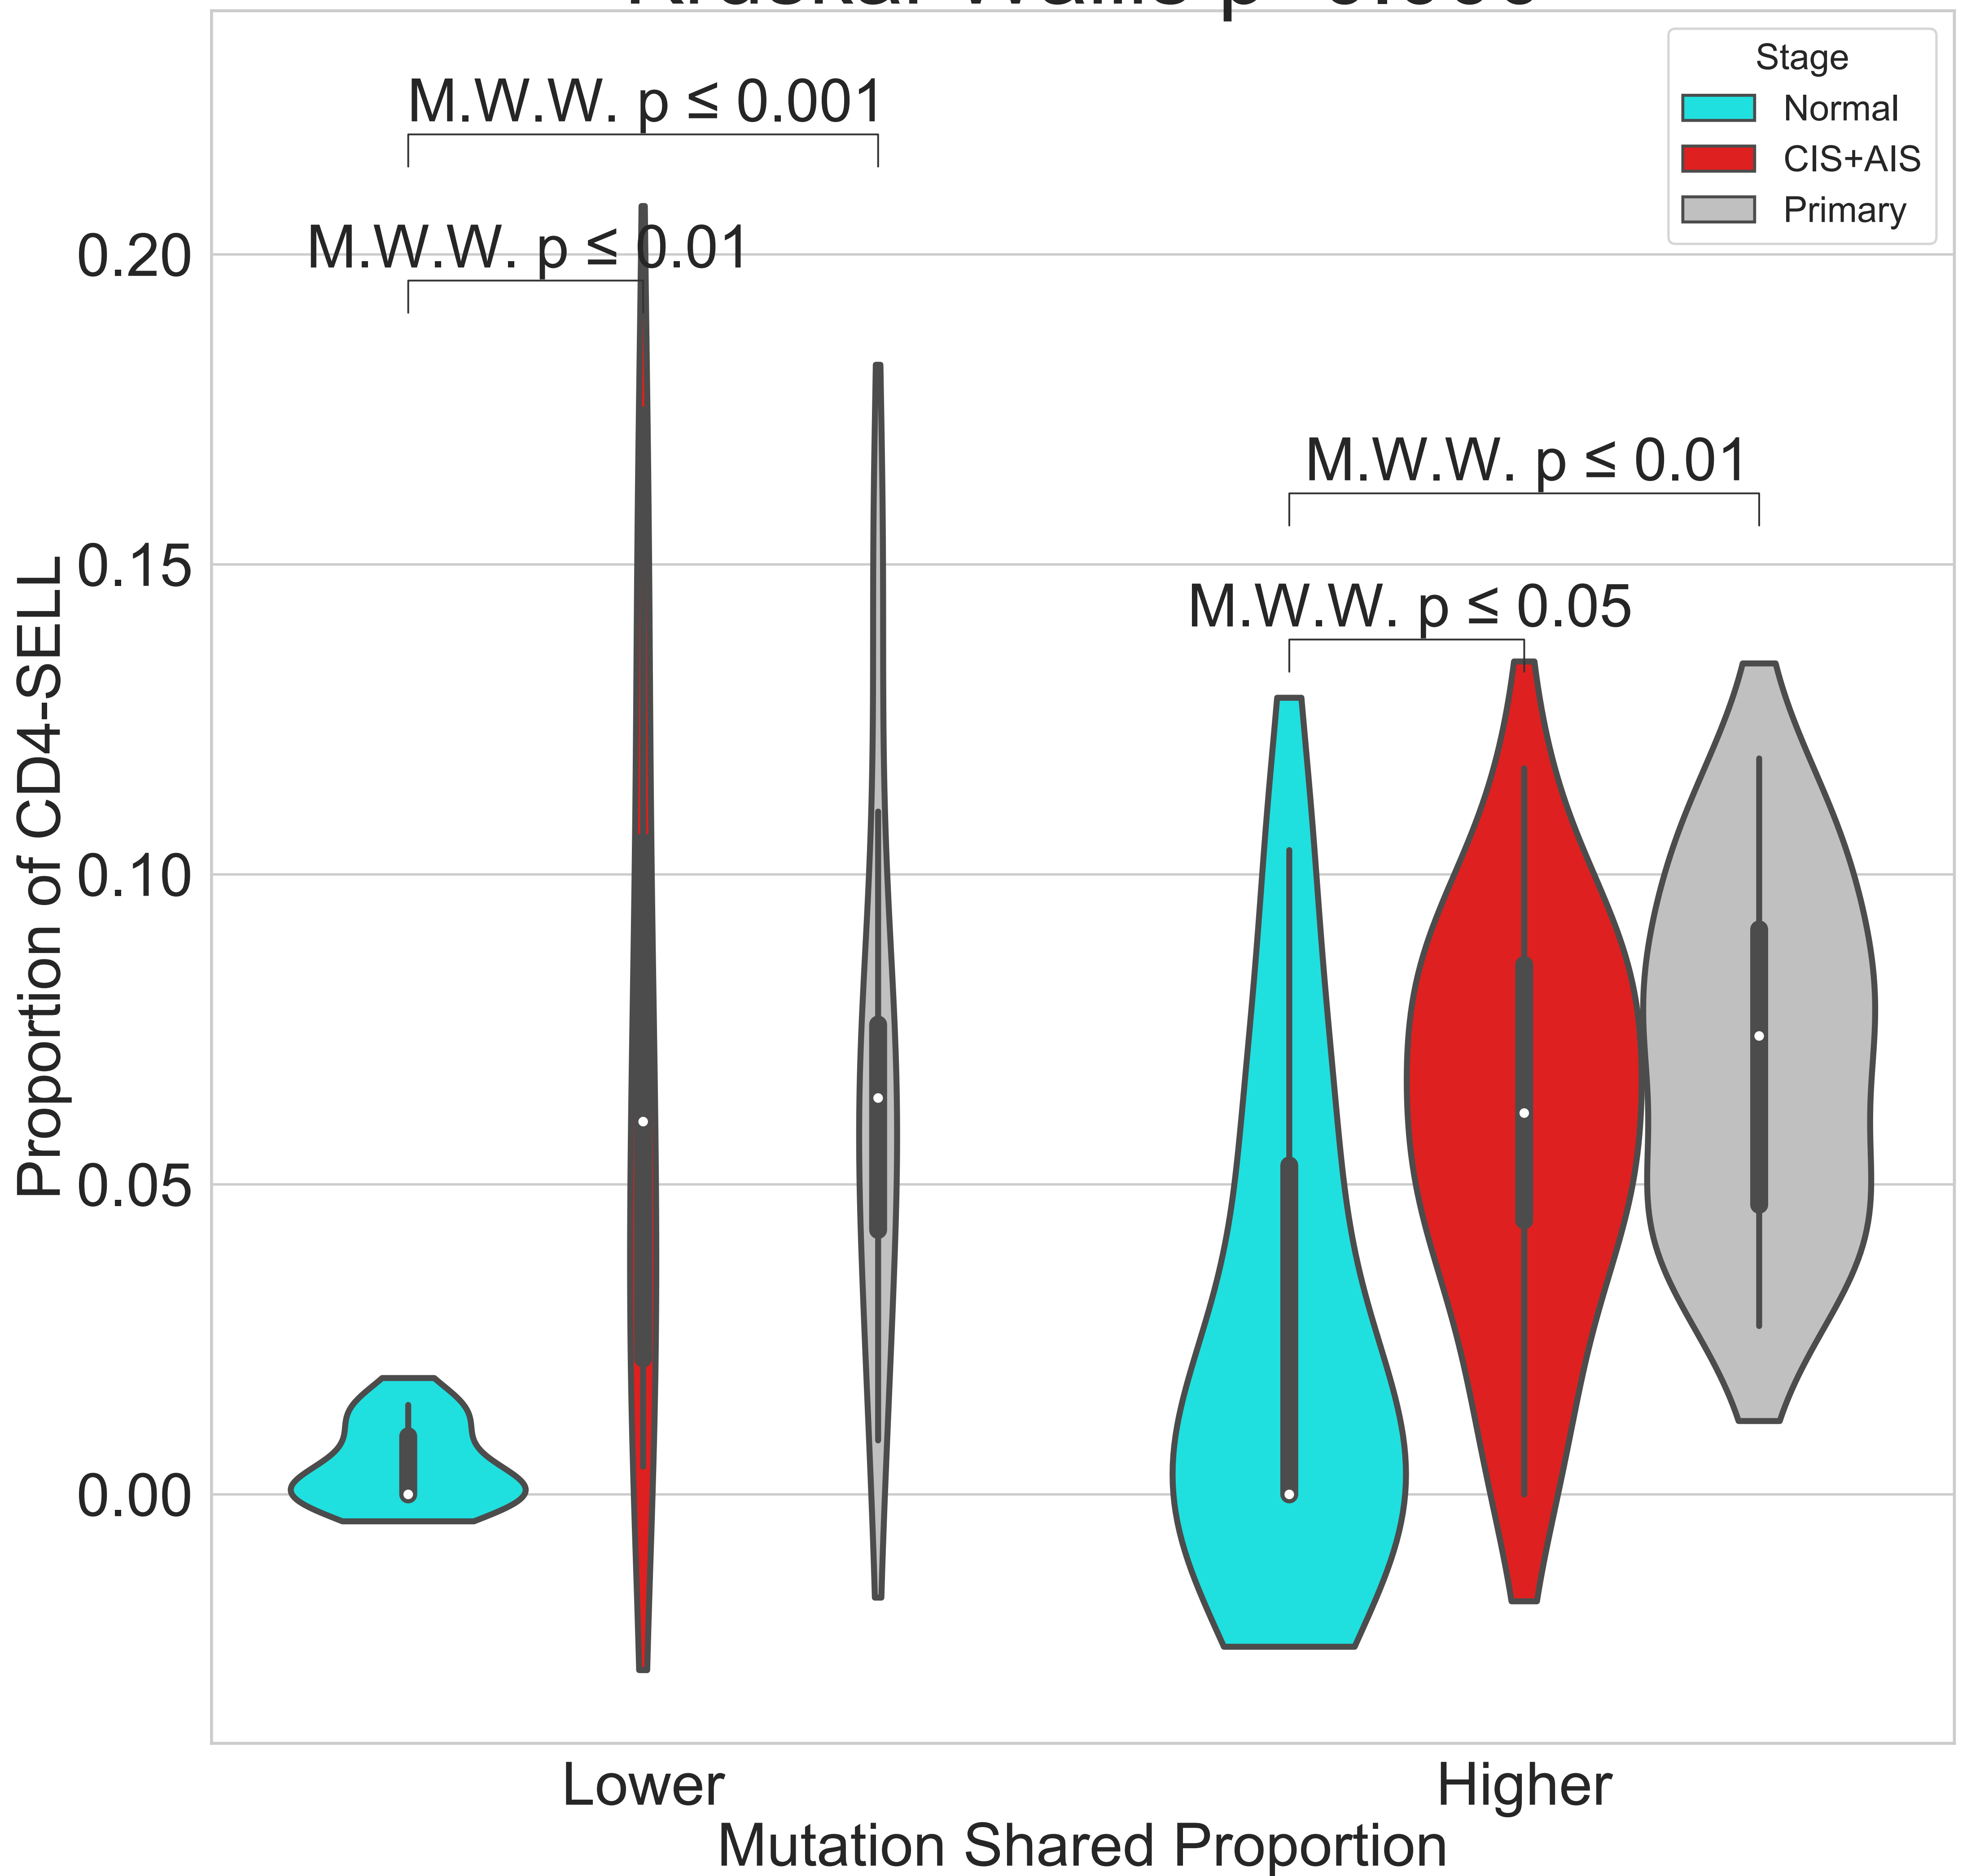 Stage
Normal
CIS+AIS
Primary
M.W.W. p ≤ 0.001
M.W.W. p ≤ 0.01
M.W.W. p ≤ 0.01
M.W.W. p ≤ 0.05
Proportion of CD4-SELL
0.20
0.15
0.10
0.05
0.00
Lower
Higher
Mutation Shared Proportion